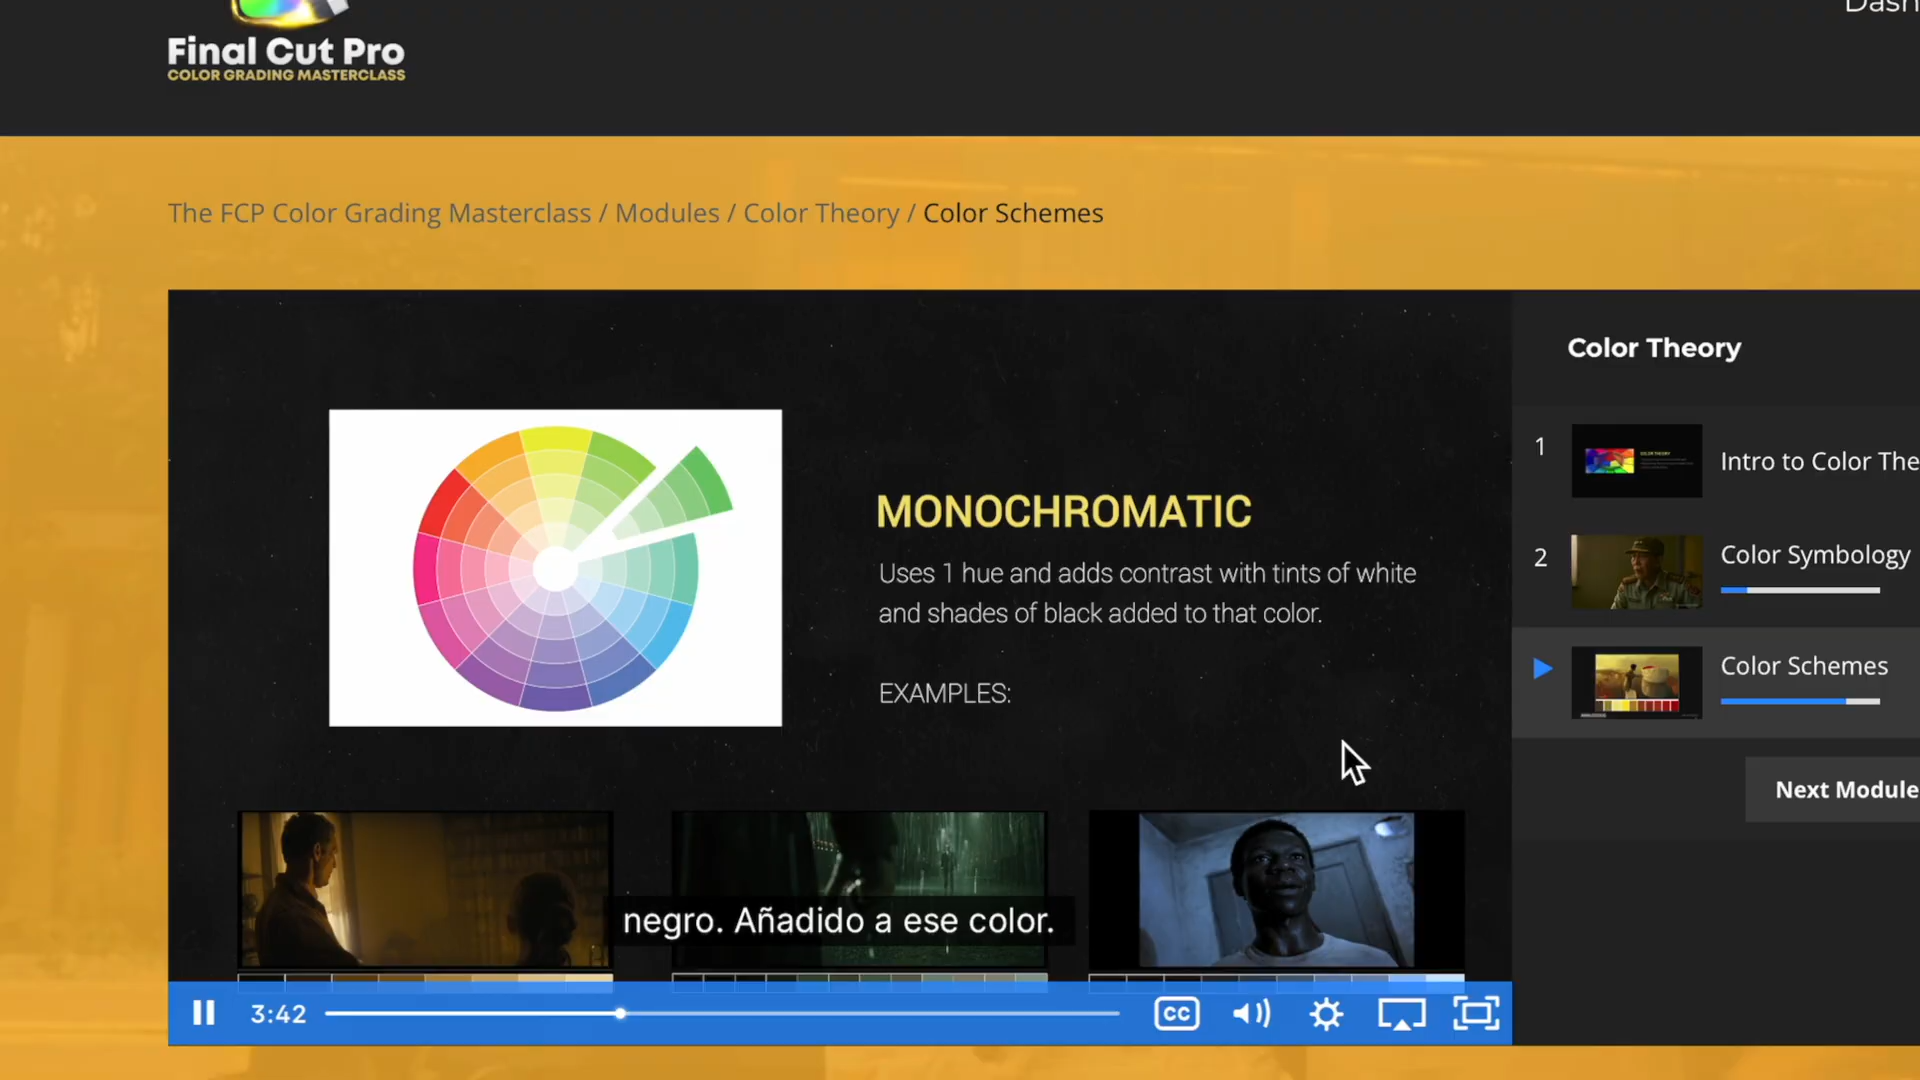 Dash
Final Cut Pro
COLOR GRADING MASTERCLASS
The FCP Color Grading Masterclass / Modules / Color Theory / Color Schemes
MONOCHROMATIC
Uses 1 hue and adds contrast with tints of white
and shades of black added to that color.
EXAMPLES:
negro. Añadido a ese color.
3:42
CC
Color Theory
1
Intro to Color The
2
Color Symbology
Color Schemes
Next Module